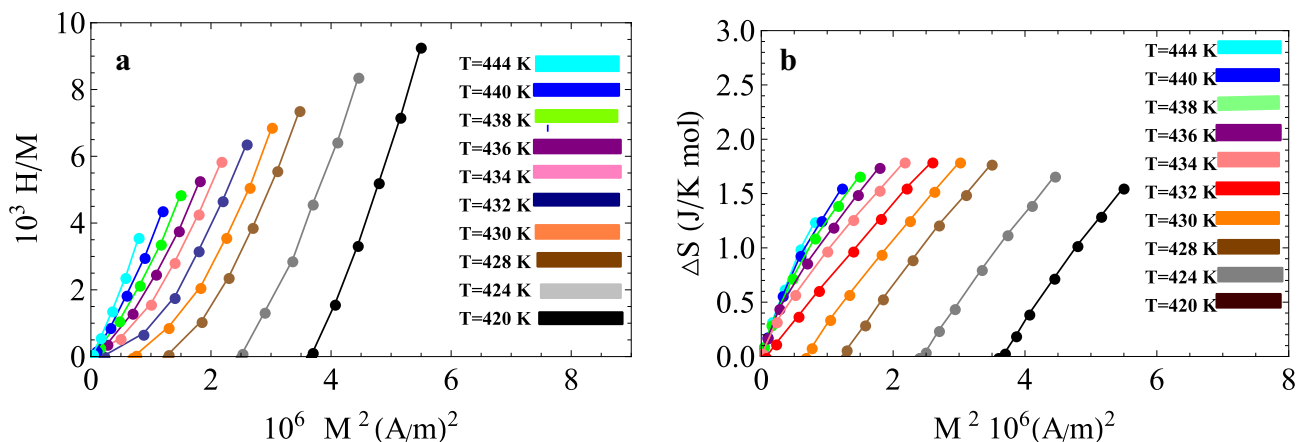 a
10
8
6
4
2
0
10³ H/M
T=444 K
T=440 K
T=438 K
T=436 K
T=434 K
T=432 K
T=430 K
T=428 K
T=424 K
T=420 K
0 2 4 6 8
10⁶ M² (A/m)²
b
3.0
2.5
2.0
1.5
1.0
0.5
0.0
ΔS (J/K mol)
T=444 K
T=440 K
T=438 K
T=436 K
T=434 K
T=432 K
T=430 K
T=428 K
T=424 K
T=420 K
0 2 4 6 8
M² 10⁶(A/m)²